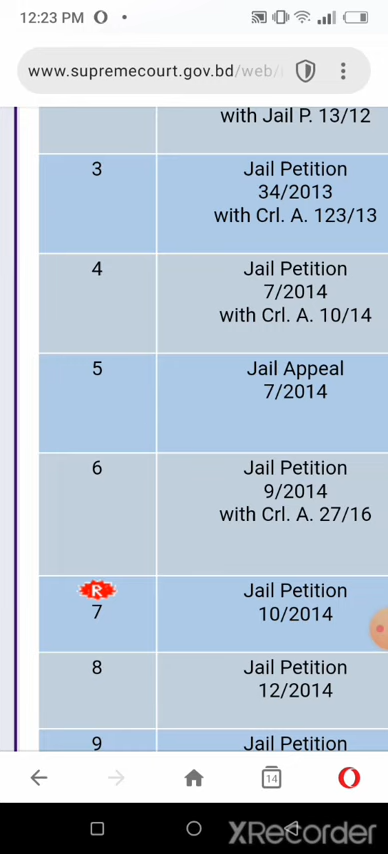 12:23 PM
www.supremecourt.gov.bd/web/
with Jail P. 13/12
3
Jail Petition
34/2013
with Crl. A. 123/13
4
Jail Petition
7/2014
with Crl. A. 10/14
5
Jail Appeal
7/2014
6
Jail Petition
9/2014
with Crl. A. 27/16
R
7
Jail Petition
10/2014
8
Jail Petition
12/2014
9
Jail Petition
14
XRecorder